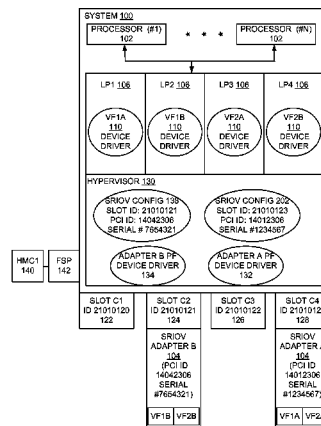 SYSTEM 100
PROCESSOR (#1)
102
* * *
PROCESSOR (#N)
102
LP1 106
LP2 106
LP3 106
LP4 106
VF1A
110
DEVICE
DRIVER
VF1B
110
DEVICE
DRIVER
VF2A
110
DEVICE
DRIVER
VF2B
110
DEVICE
DRIVER
HYPERVISOR 130
SRIOV CONFIG 138
SLOT ID: 21010121
PCI ID: 14042306
SERIAL # 7654321
SRIOV CONFIG 202
SLOT ID: 21010123
PCI ID: 14012306
SERIAL #1234567
ADAPTER B PF
DEVICE DRIVER
134
ADAPTER A PF
DEVICE DRIVER
132
HMC1
140
FSP
142
SLOT C1
ID 21010120
122
SLOT C2
ID 21010121
124
SLOT C3
ID 21010122
126
SLOT C4
128
SRIOV
ADAPTER B
104
(PCI ID
14042306
SERIAL
#7654321)
SRIOV
ADAPTER
104
(PCI ID
14012306
SERIAL
#1234567)
VF1B VF2B
VF1A